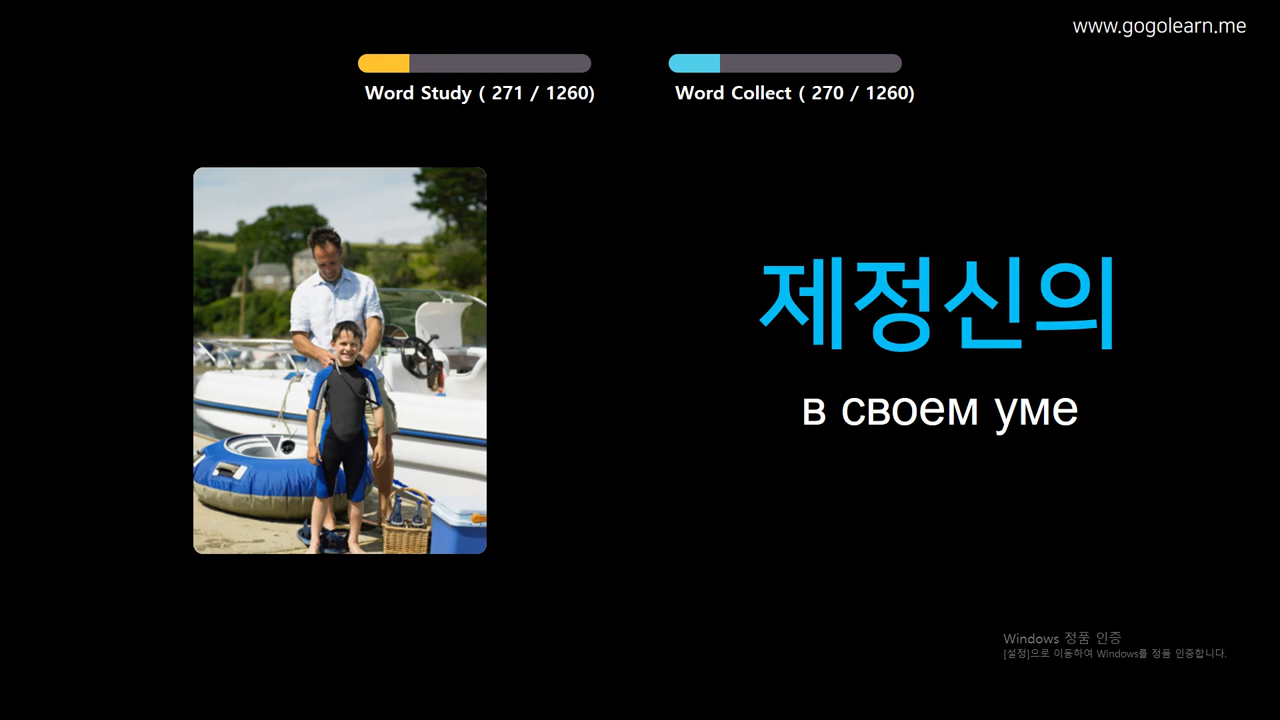 www.gogolearn.me
Word Study ( 271 / 1260)
Word Collect ( 270 / 1260)
제정신의
в своем уме
Windows 정품 인증
[설정]으로 이동하여 Windows를 정품 인증합니다.